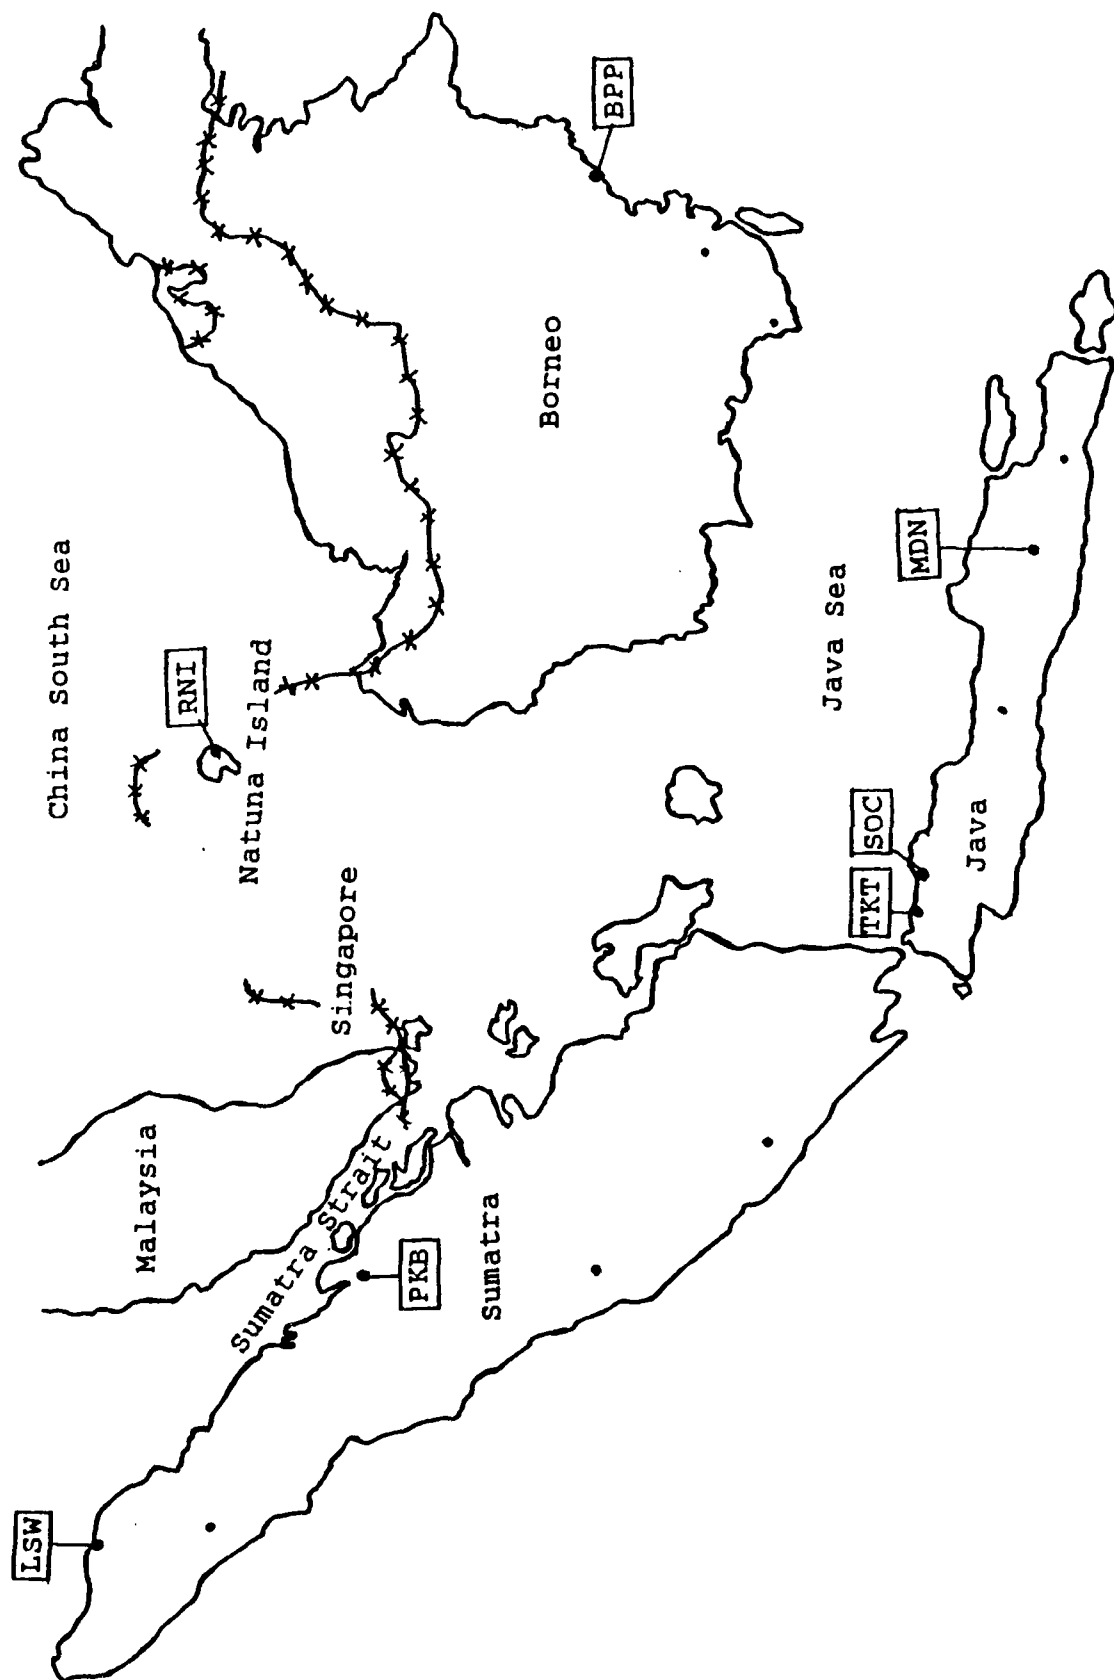 China South Sea
LSW
RNI
Natuna Island
Malaysia
Singapore
Sumatra Strait
PKB
Sumatra
Borneo
BPP
Java Sea
TKT
SOC
MDN
Java